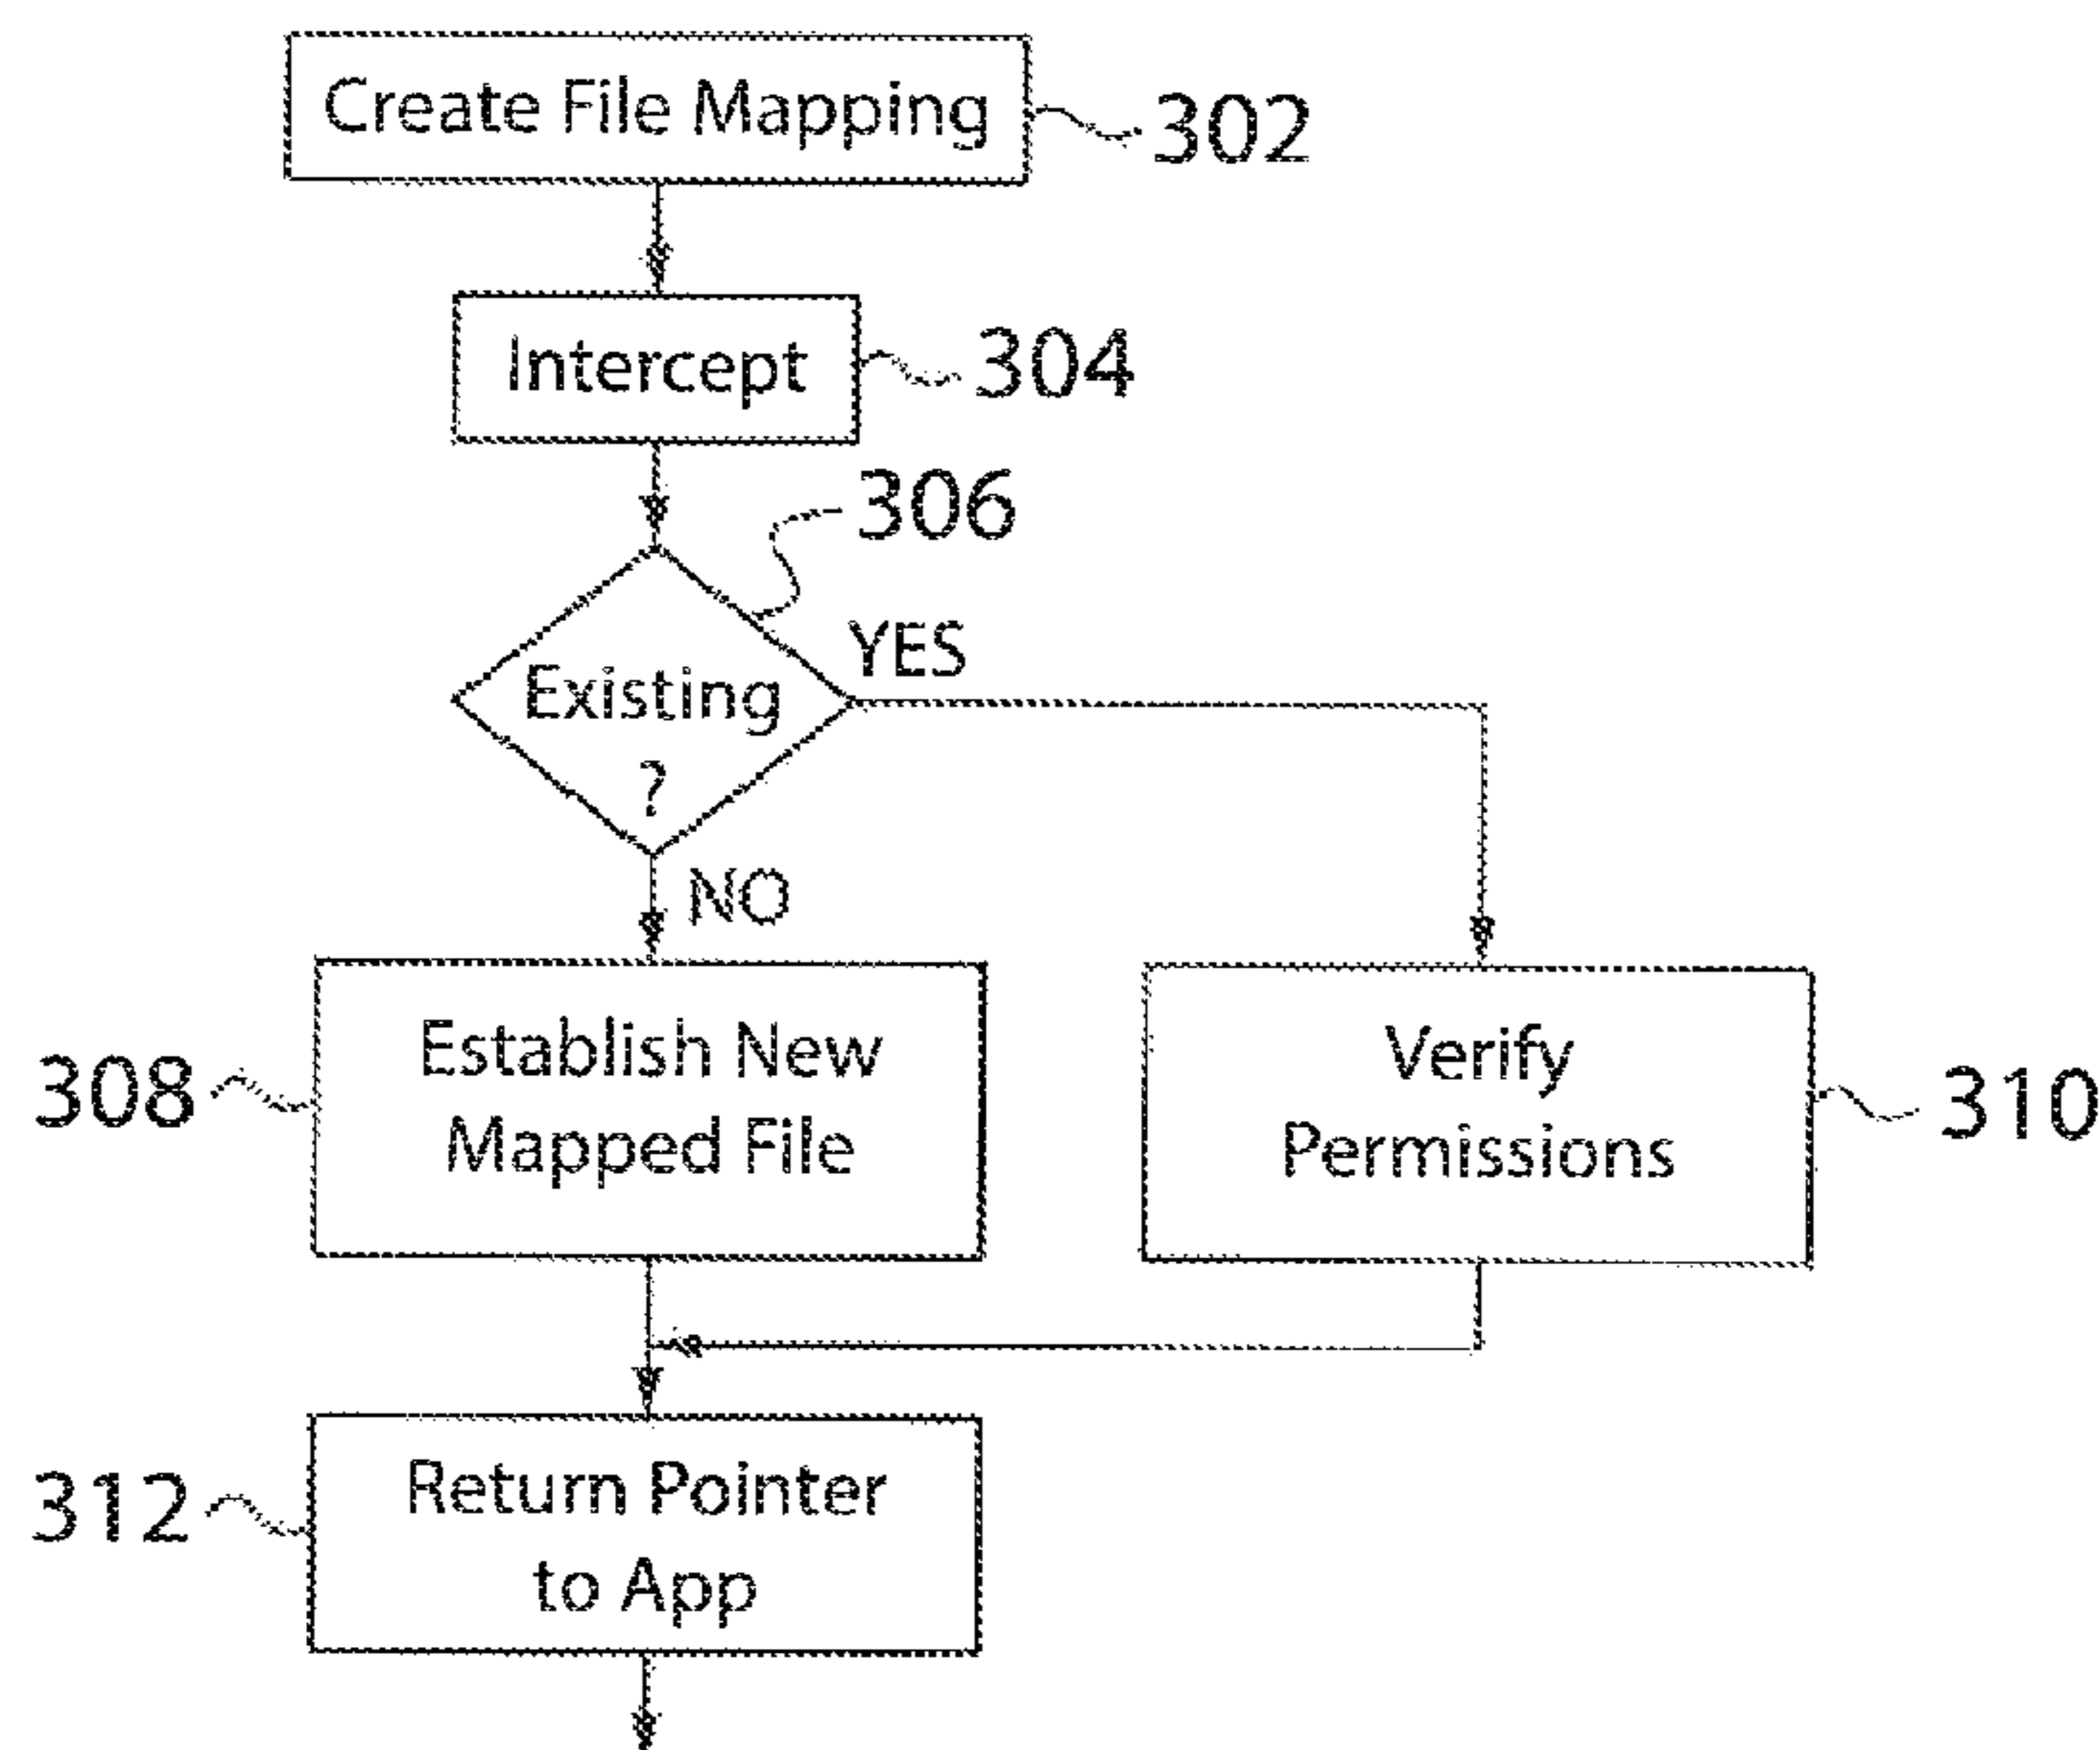 Create File Mapping
302
Intercept
304
306
YES
Existing
?
NO
308
Establish New
Mapped File
Verify
Permissions
310
312
Return Pointer
to App